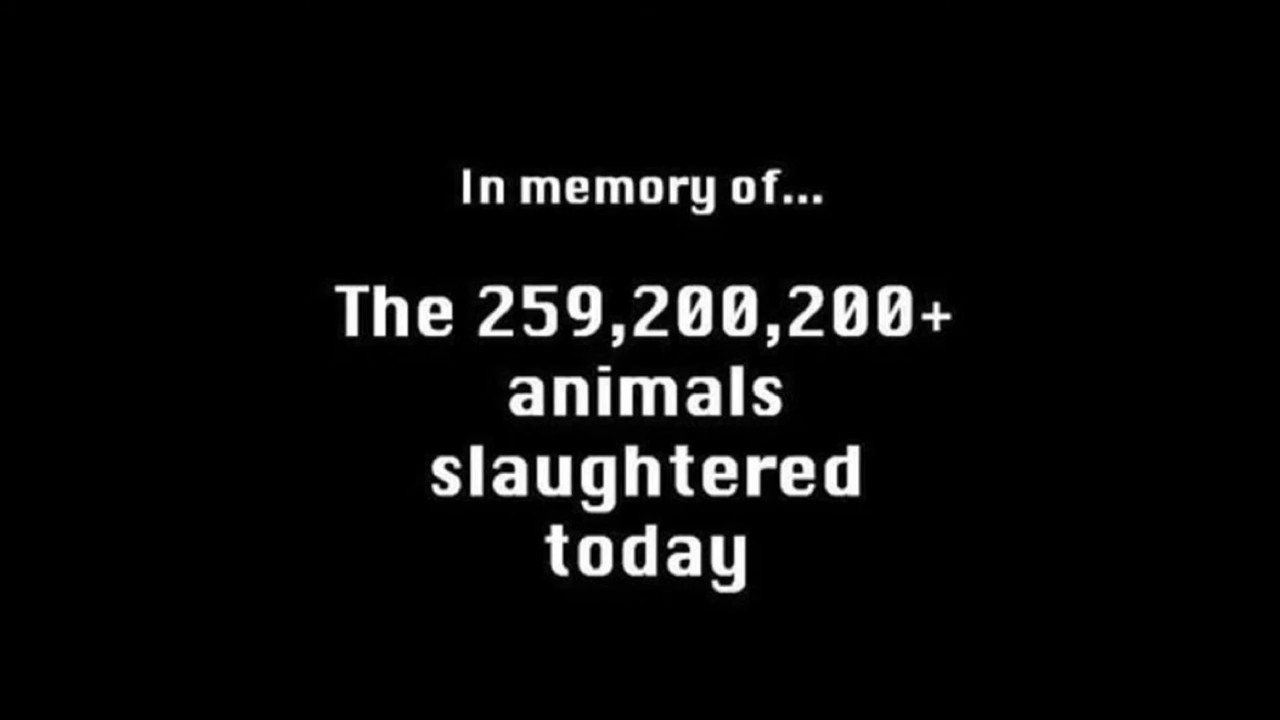 In memory of...
The 259,200,200+
animals
slaughtered
today